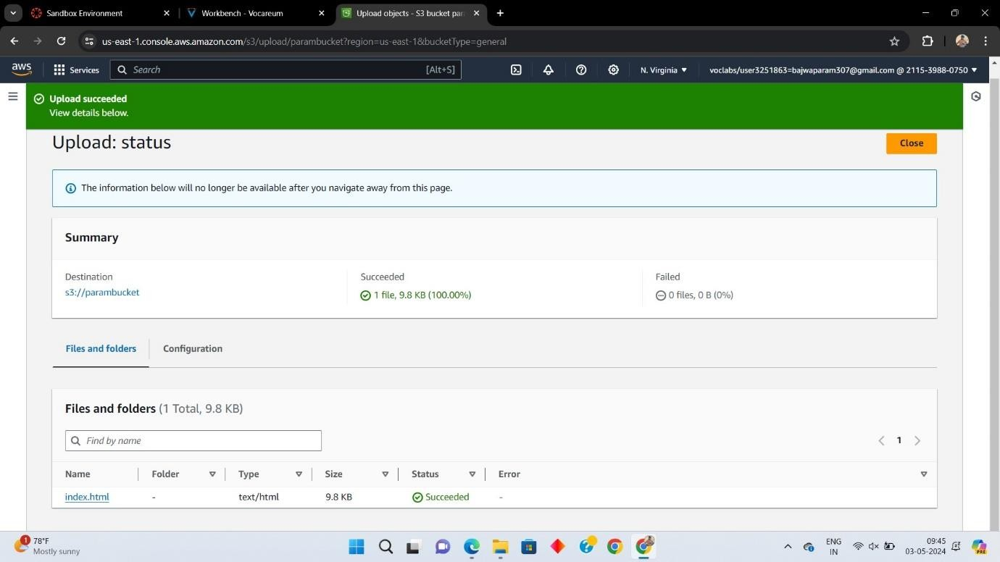 Sandbox Environment
Workbench - Vocareum
Upload objects - S3 bucket par
us-east-1.console.aws.amazon.com/s3/upload/parambucket?region=us-east-1&bucketType=general
aws
Services
Search
[Alt+S]
N. Virginia
voclabs/user3251863=bajwaparam307@gmail.com @ 2115-3988-0750
Upload succeeded
View details below.
Upload: status
Close
The information below will no longer be available after you navigate away from this page.
Summary
Destination
s3://parambucket
Succeeded
1 file, 9.8 KB (100.00%)
Failed
0 files, 0 B (0%)
Files and folders
Configuration
Files and folders (1 Total, 9.8 KB)
Find by name
1
Name Folder Type Size Status Error
index.html - text/html 9.8 KB Succeeded -
1
78°F
Mostly sunny
ENG
IN
09:45
03-05-2024
PRE